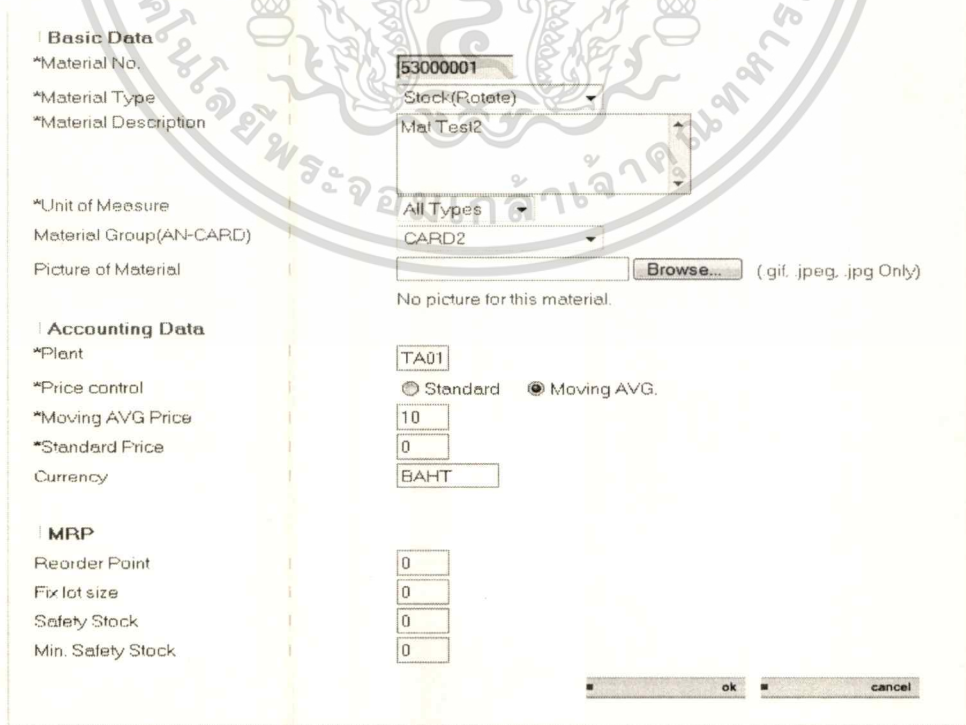 Basic Data
*Material No. 53000001
*Material Type Stock(Rotate)
*Material Description Mat Test2
*Unit of Measure All Types
Material Group(AN-CARD) CARD2
Picture of Material Browse... (.gif, .jpeg, .jpg Only)
No picture for this material.
Accounting Data
*Plant TA01
*Price control Standard Moving AVG.
*Moving AVG Price 10
*Standard Price 0
Currency BAHT
MRP
Reorder Point 0
Fix lot size 0
Safety Stock 0
Min. Safety Stock 0
ok cancel